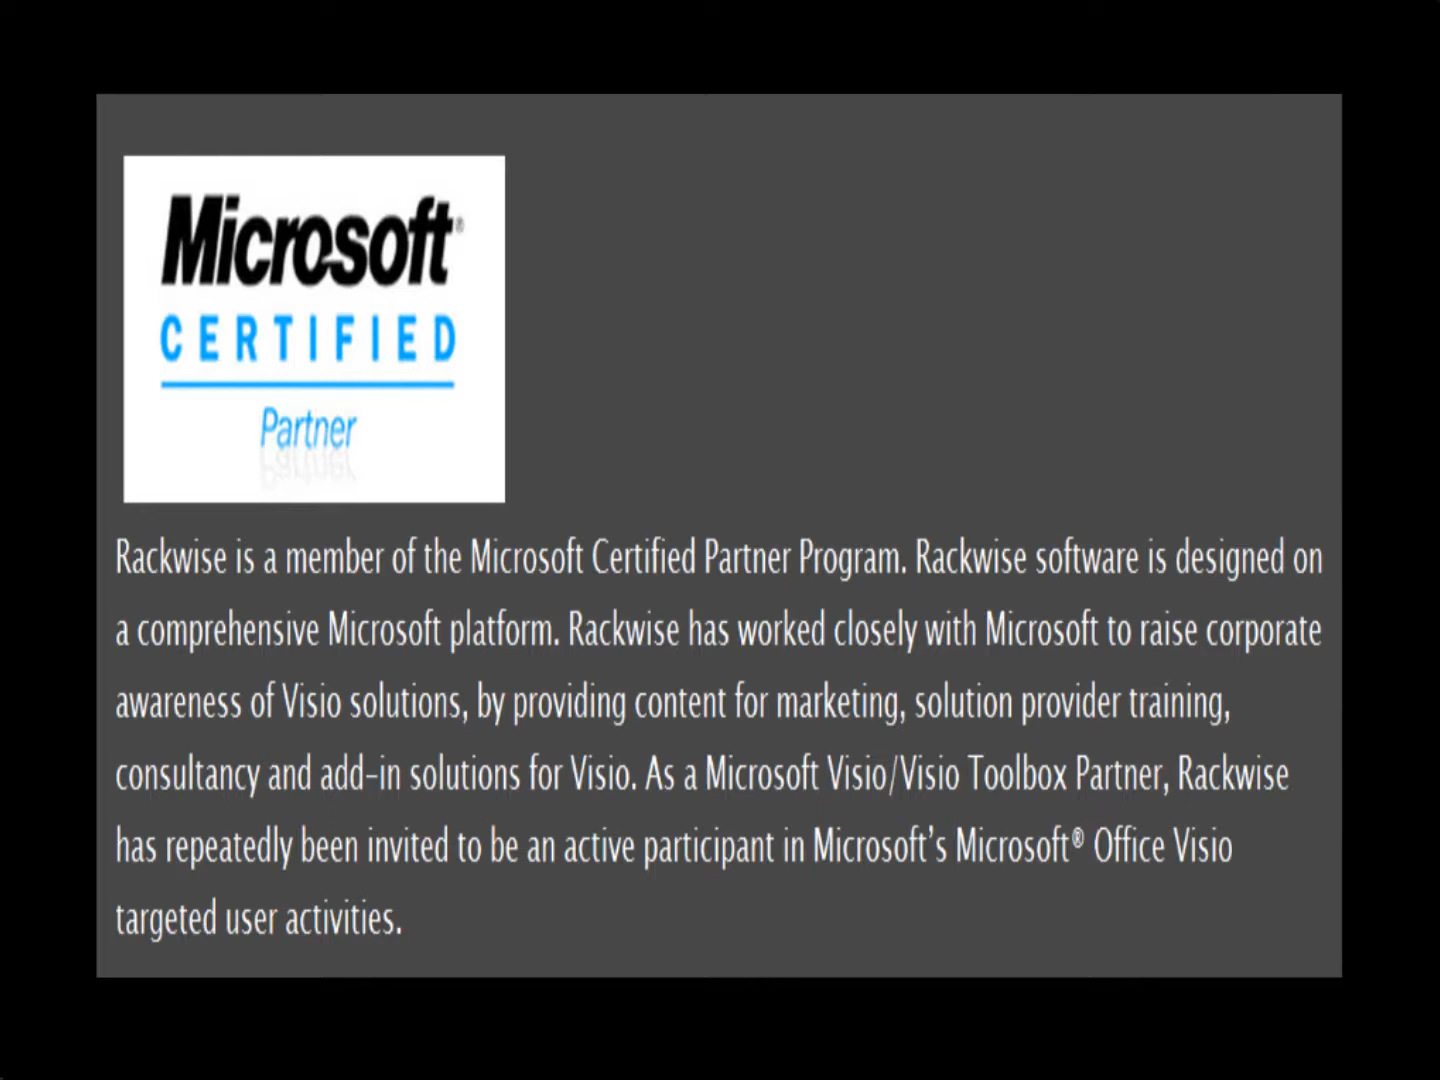 Microsoft®
CERTIFIED
Partner
Rackwise is a member of the Microsoft Certified Partner Program. Rackwise software is designed on
a comprehensive Microsoft platform. Rackwise has worked closely with Microsoft to raise corporate
awareness of Visio solutions, by providing content for marketing, solution provider training,
consultancy and add-in solutions for Visio. As a Microsoft Visio/Visio Toolbox Partner, Rackwise
has repeatedly been invited to be an active participant in Microsoft’s Microsoft® Office Visio
targeted user activities.